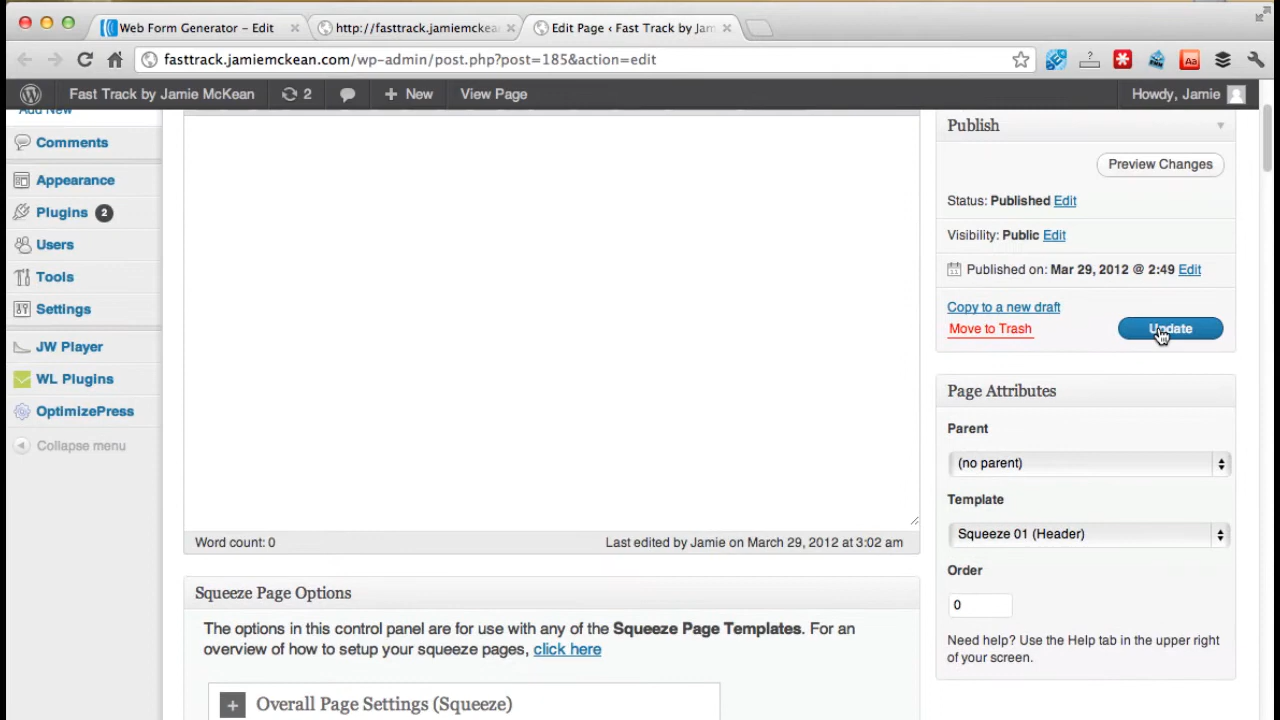 Web Form Generator - Edit
http://fasttrack.jamiemckea
Edit Page ‹ Fast Track by Jam
fasttrack.jamiemckean.com/wp-admin/post.php?post=185&action=edit
Fast Track by Jamie McKean
2
New
View Page
Howdy, Jamie
Add New
Comments
Appearance
Plugins 2
Users
Tools
Settings
JW Player
WL Plugins
OptimizePress
Collapse menu
Word count: 0
Last edited by Jamie on March 29, 2012 at 3:02 am
Squeeze Page Options
The options in this control panel are for use with any of the Squeeze Page Templates. For an
overview of how to setup your squeeze pages, click here
+ Overall Page Settings (Squeeze)
Publish
Preview Changes
Status: Published Edit
Visibility: Public Edit
Published on: Mar 29, 2012 @ 2:49 Edit
Copy to a new draft
Move to Trash
Update
Page Attributes
Parent
(no parent)
Template
Squeeze 01 (Header)
Order
0
Need help? Use the Help tab in the upper right
of your screen.